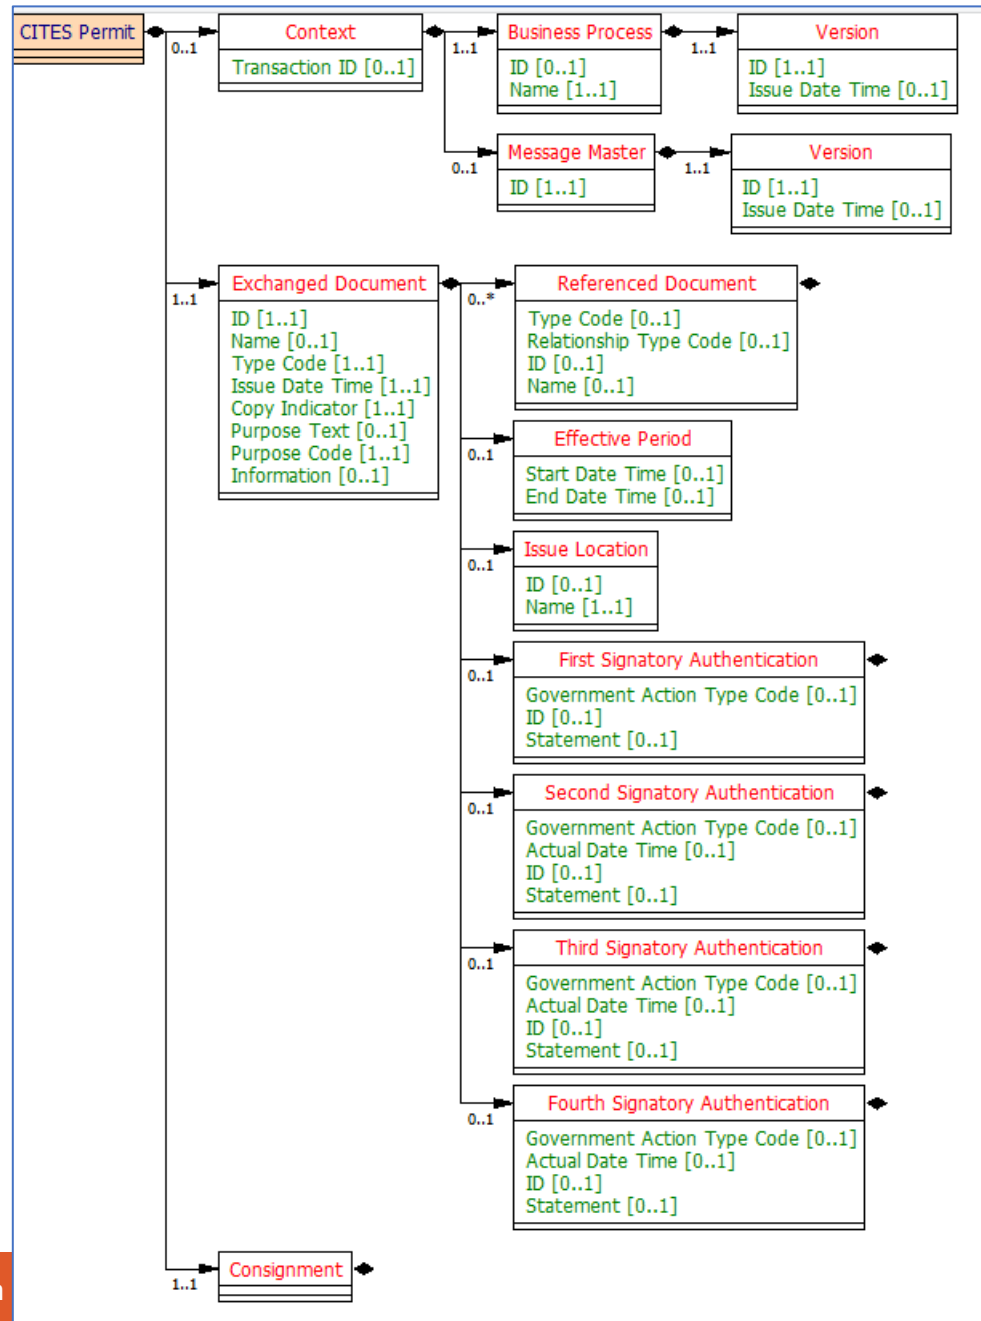 CITES Permit
0..1
Context
Transaction ID [0..1]
1..1
Business Process
ID [0..1]
Name [1..1]
1..1
Version
ID [1..1]
Issue Date Time [0..1]
0..1
Message Master
ID [1..1]
1..1
Version
ID [1..1]
Issue Date Time [0..1]
1..1
Exchanged Document
ID [1..1]
Name [0..1]
Type Code [1..1]
Issue Date Time [1..1]
Copy Indicator [1..1]
Purpose Text [0..1]
Purpose Code [1..1]
Information [0..1]
0..*
Referenced Document
Type Code [0..1]
Relationship Type Code [0..1]
ID [0..1]
Name [0..1]
0..1
Effective Period
Start Date Time [0..1]
End Date Time [0..1]
0..1
Issue Location
ID [0..1]
Name [1..1]
0..1
First Signatory Authentication
Government Action Type Code [0..1]
ID [0..1]
Statement [0..1]
0..1
Second Signatory Authentication
Government Action Type Code [0..1]
Actual Date Time [0..1]
ID [0..1]
Statement [0..1]
0..1
Third Signatory Authentication
Government Action Type Code [0..1]
Actual Date Time [0..1]
ID [0..1]
Statement [0..1]
0..1
Fourth Signatory Authentication
Government Action Type Code [0..1]
Actual Date Time [0..1]
ID [0..1]
Statement [0..1]
1..1
Consignment